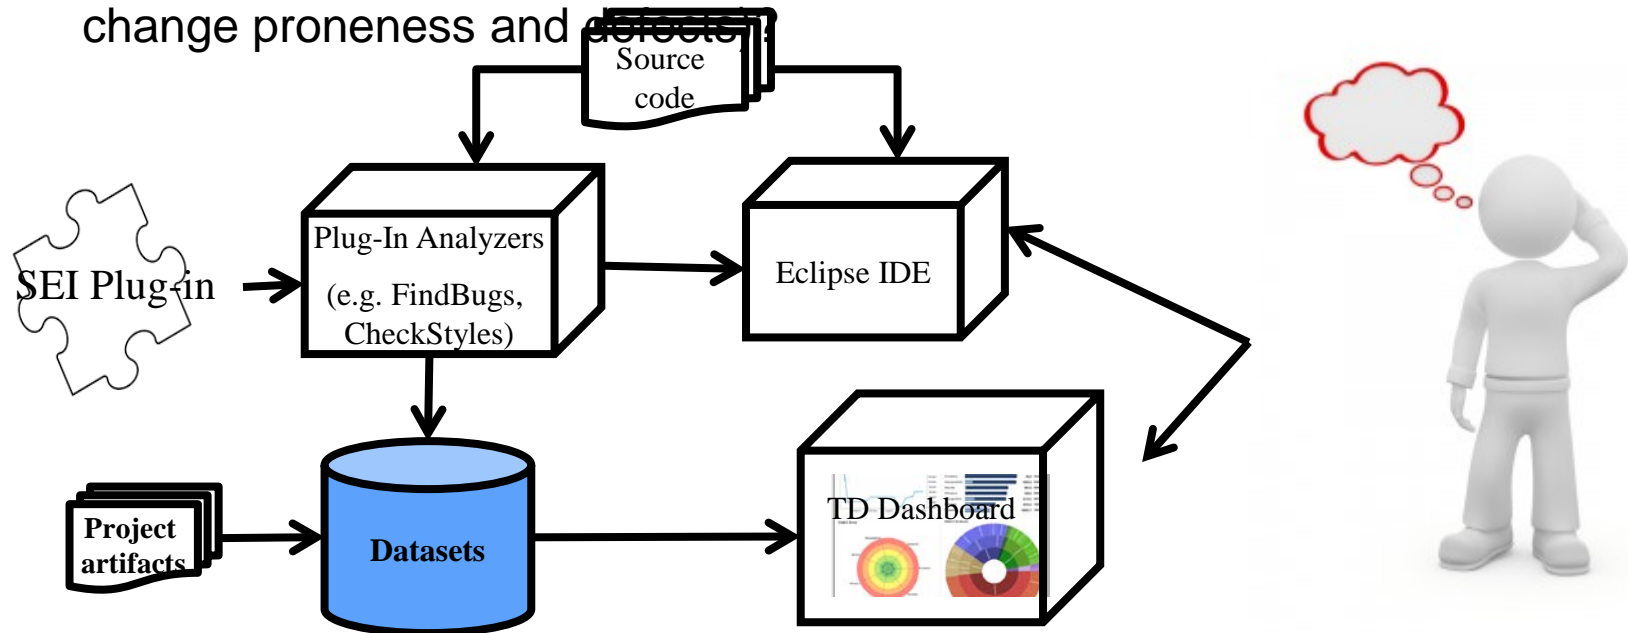 change proneness and defects)?
Source
code
Plug-In Analyzers
(e.g. FindBugs,
CheckStyles)
Eclipse IDE
SEI Plug-in
TD Dashboard
Project
artifacts
Datasets